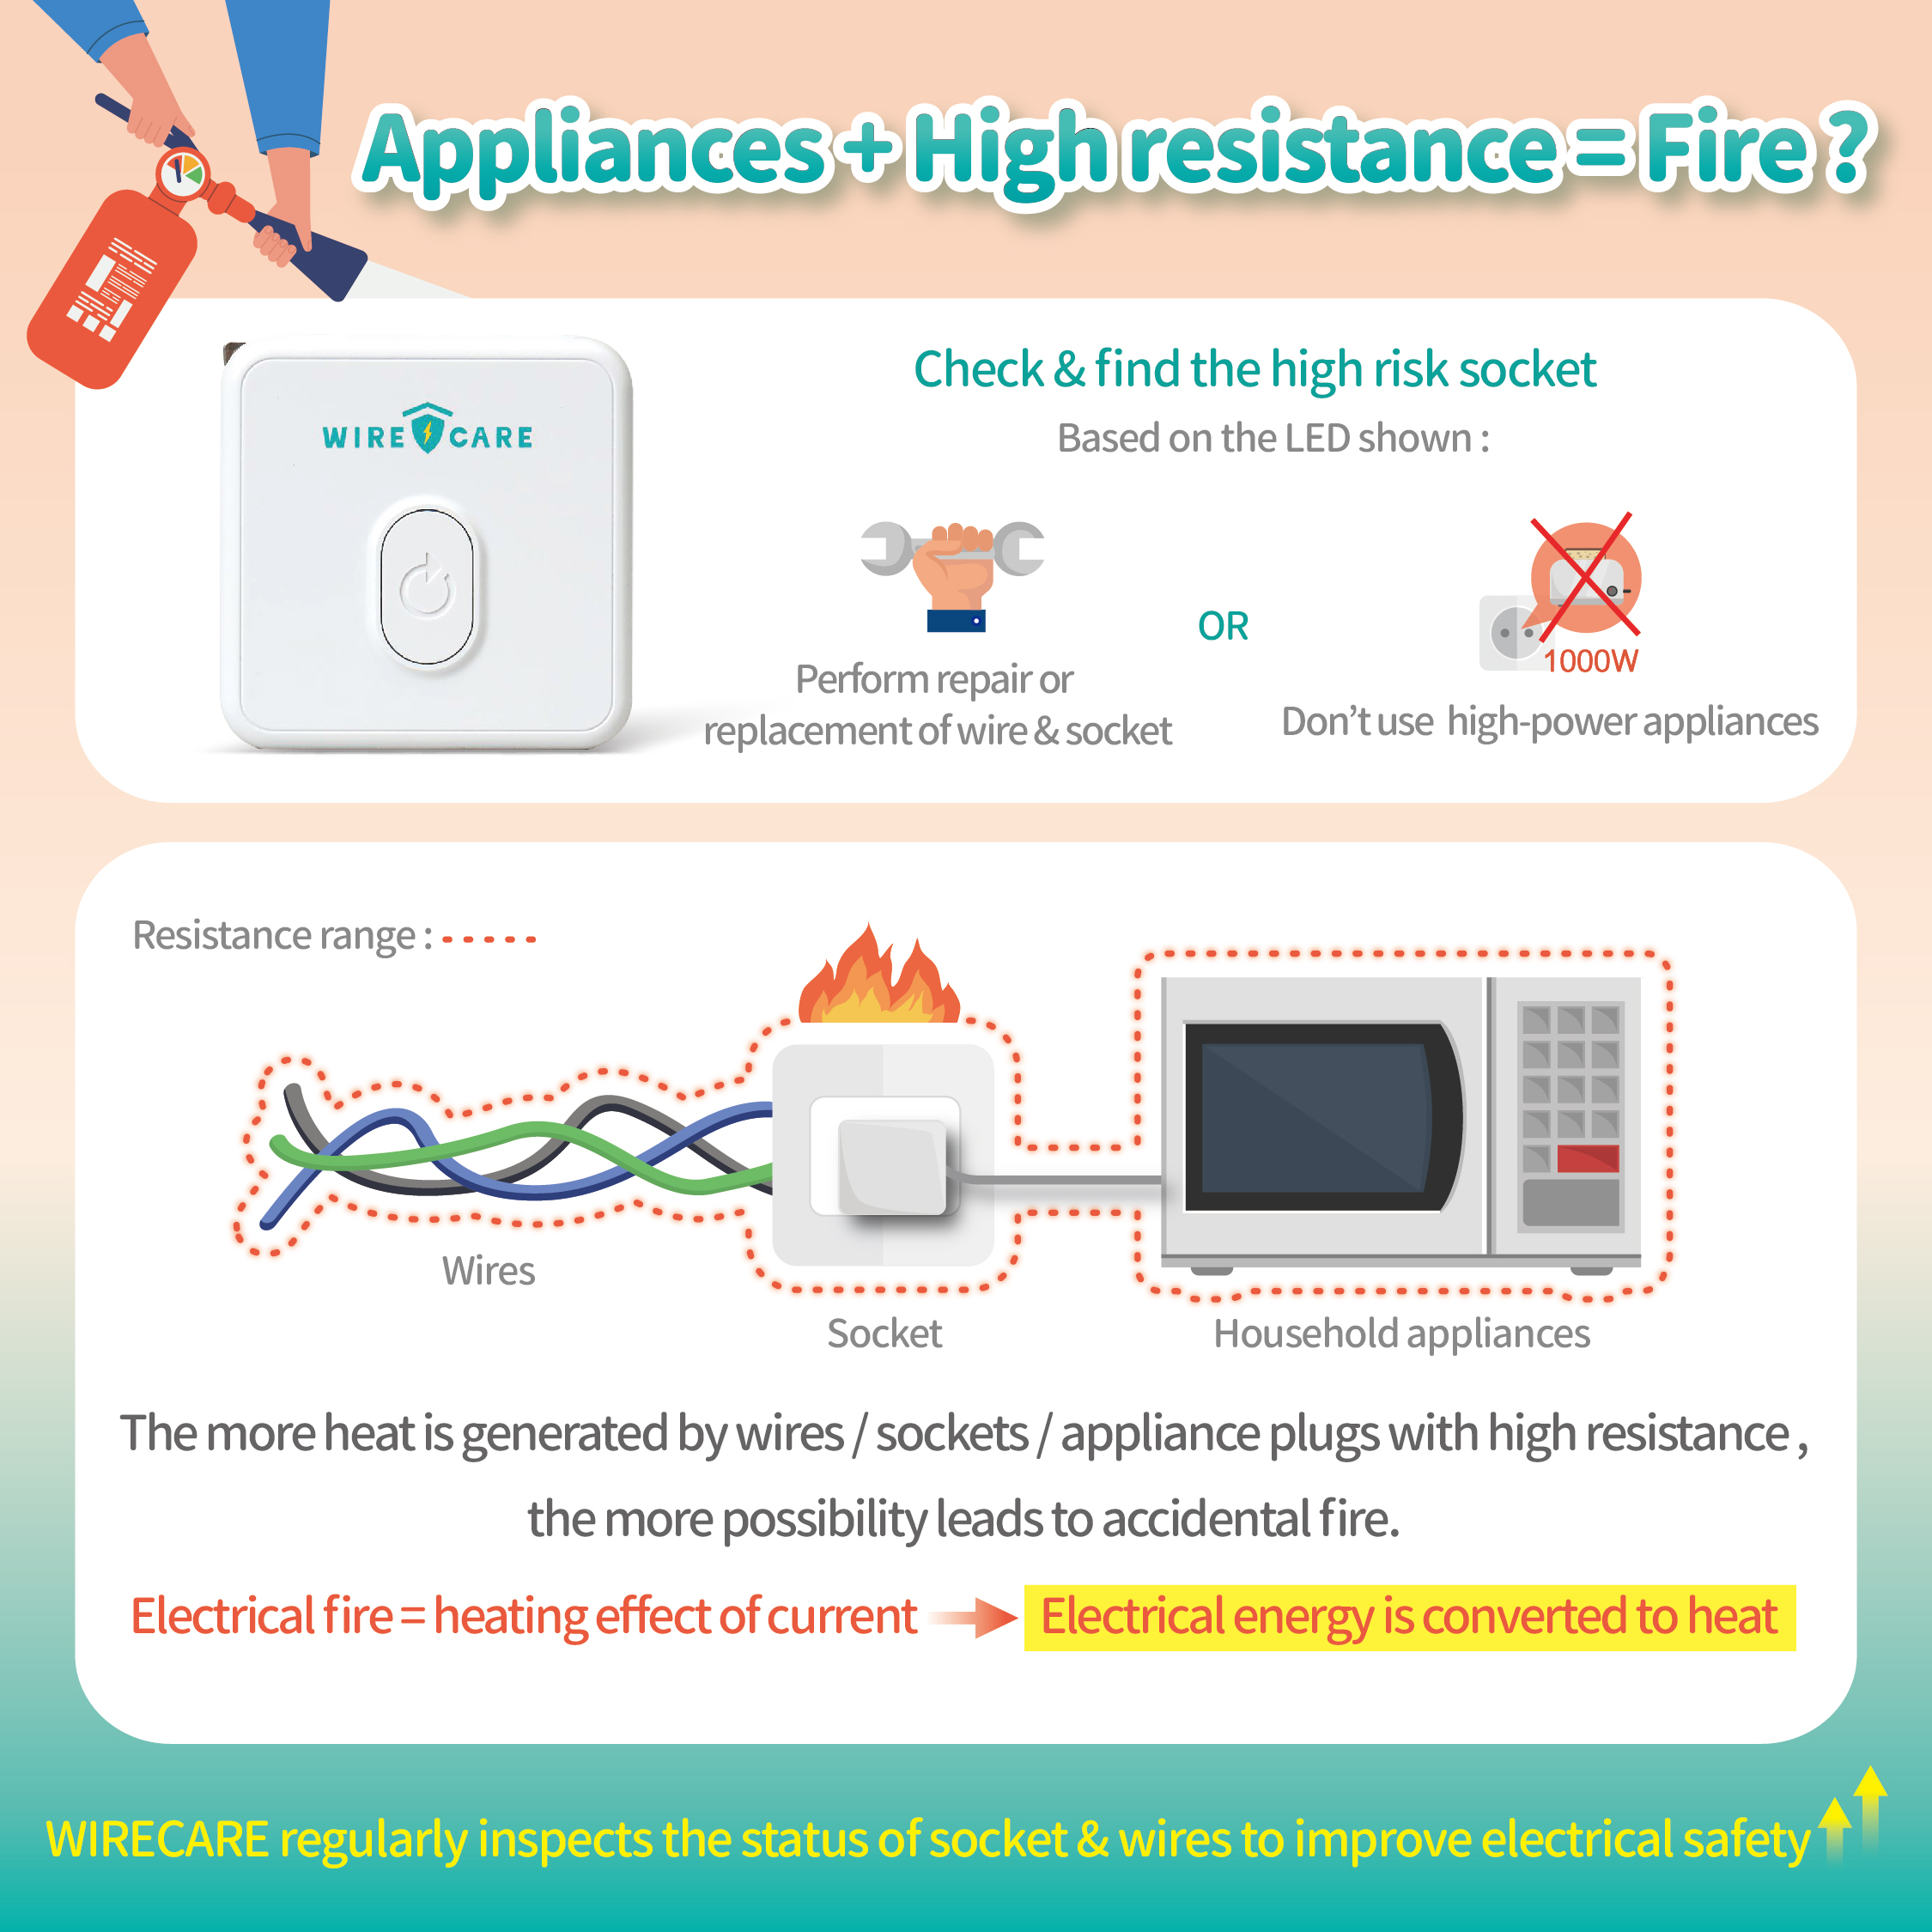 Appliances + High resistance = Fire ?
WIRE CARE
Check & find the high risk socket
Based on the LED shown :
Perform repair or
replacement of wire & socket
OR
1000W
Don't use high-power appliances
Resistance range :
Wires
Socket
Household appliances
The more heat is generated by wires / sockets / appliance plugs with high resistance ,
the more possibility leads to accidental fire.
Electrical fire = heating effect of current
Electrical energy is converted to heat
WIRECARE regularly inspects the status of socket & wires to improve electrical safety